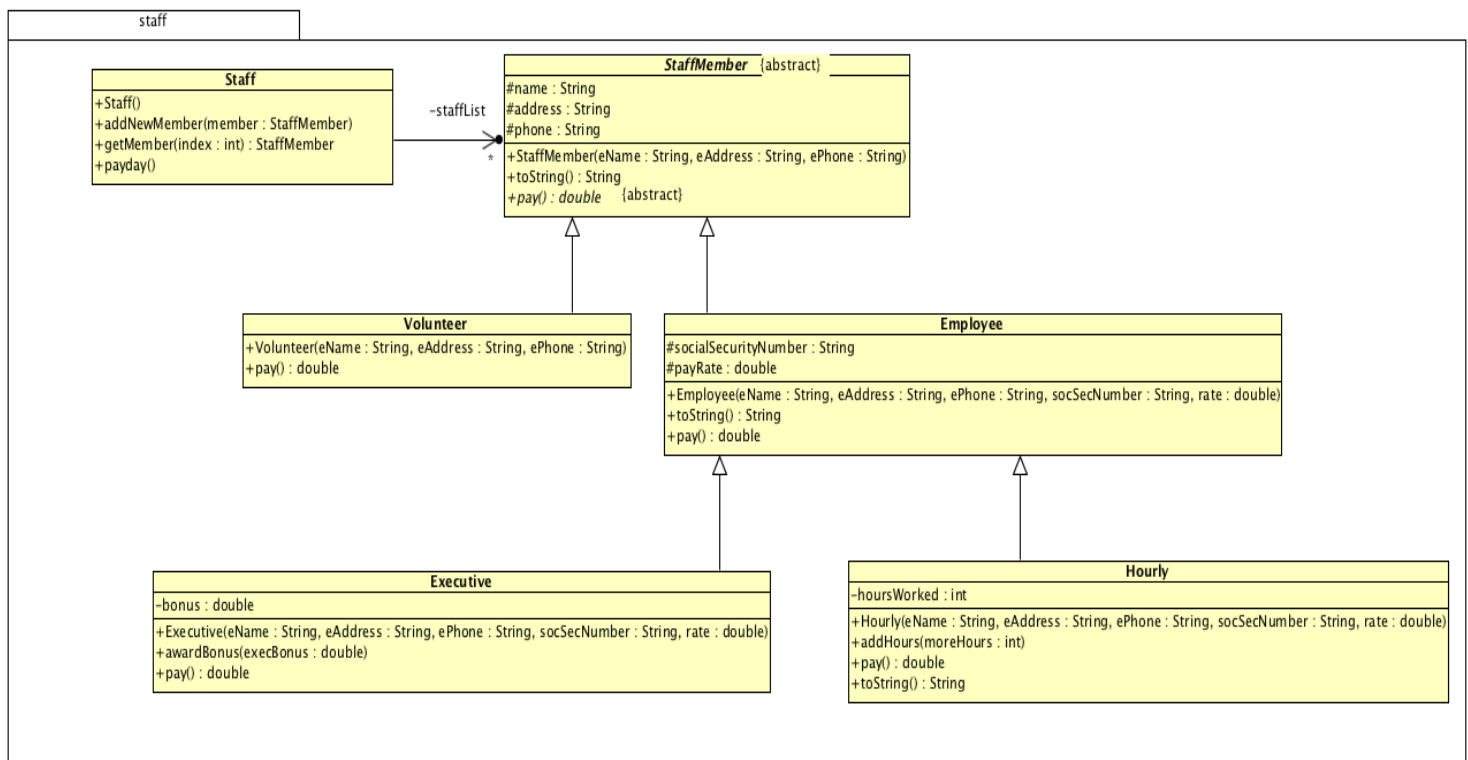 staff
Staff
+Staff()
+addNewMember(member : StaffMember)
+getMember(index : int) : StaffMember
+payday()
-staffList
*
StaffMember {abstract}
#name : String
#address : String
#phone : String
+StaffMember(eName : String, eAddress : String, ePhone : String)
+toString() : String
+pay() : double {abstract}
Volunteer
+Volunteer(eName : String, eAddress : String, ePhone : String)
+pay() : double
Employee
#socialSecurityNumber : String
#payRate : double
+Employee(eName : String, eAddress : String, ePhone : String, socSecNumber : String, rate : double)
+toString() : String
+pay() : double
Executive
-bonus : double
+Executive(eName : String, eAddress : String, ePhone : String, socSecNumber : String, rate : double)
+awardBonus(execBonus : double)
+pay() : double
Hourly
-hoursWorked : int
+Hourly(eName : String, eAddress : String, ePhone : String, socSecNumber : String, rate : double)
+addHours(moreHours : int)
+pay() : double
+toString() : String